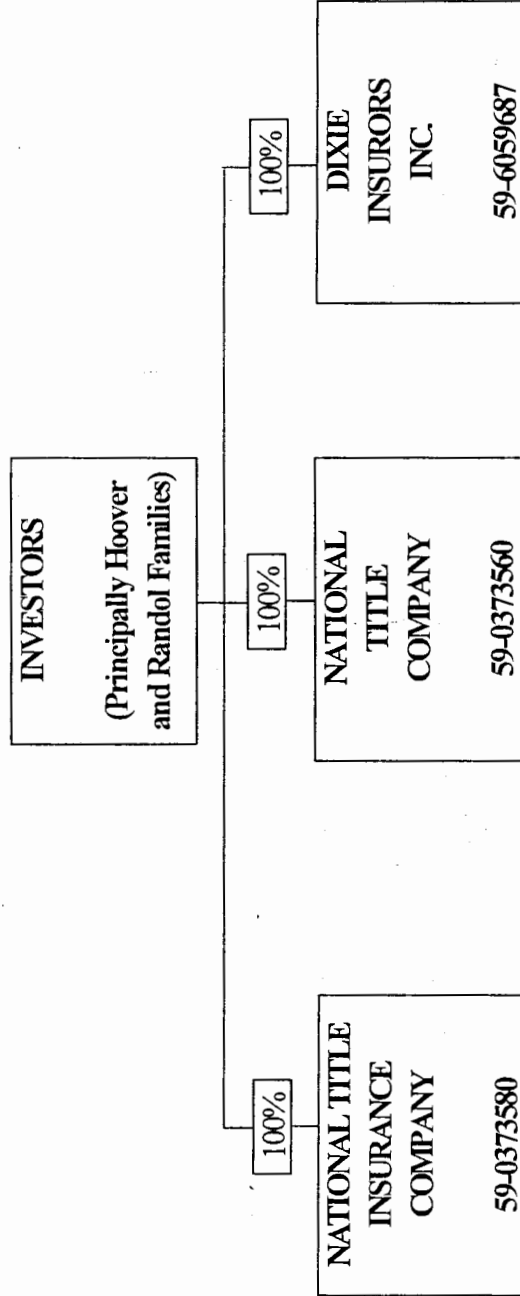 INVESTORS
(Principally Hoover
and Randol Families)
100%
100%
100%
NATIONAL TITLE
INSURANCE
COMPANY
59-0373580
NATIONAL
TITLE
COMPANY
59-0373560
DIXIE
INSURORS
INC.
59-6059687